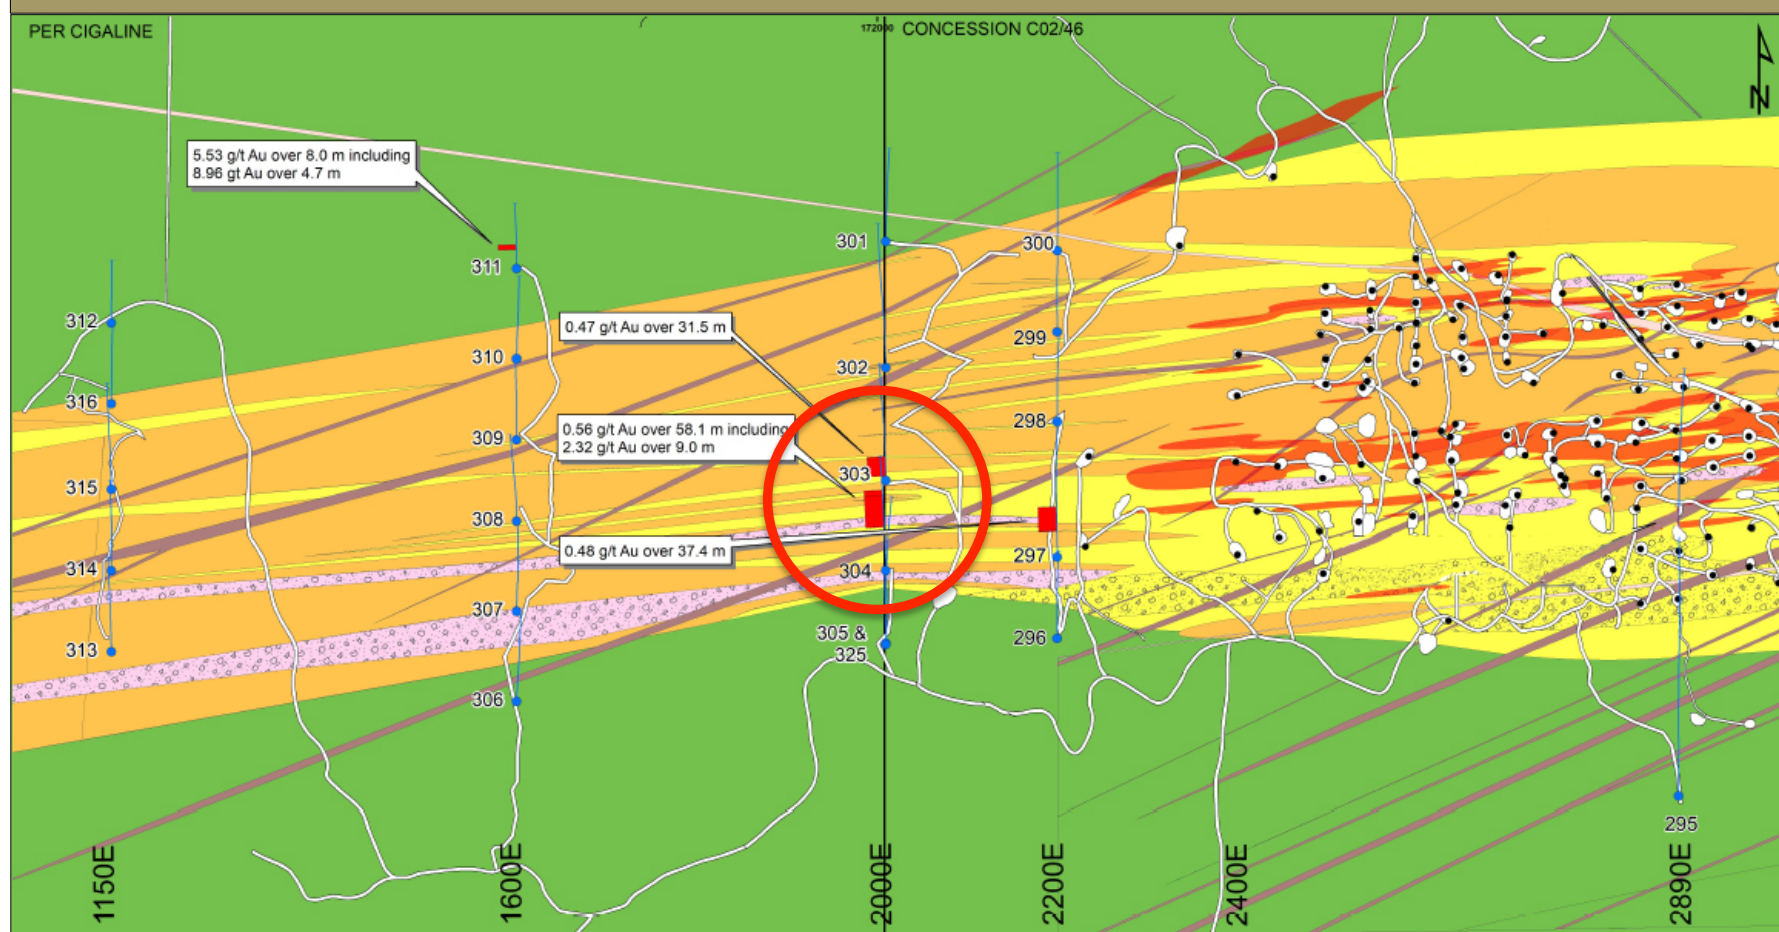 PER CIGALINE
172000
CONCESSION C02/46
N
5.53 g/t Au over 8.0 m including
8.96 gt Au over 4.7 m
301
300
311
312
0.47 g/t Au over 31.5 m
299
310
302
316
298
309
0.56 g/t Au over 58.1 m including
2.32 g/t Au over 9.0 m
303
315
308
0.48 g/t Au over 37.4 m
297
314
304
307
305 &
325
296
313
306
295
1150E
1600E
2000E
2200E
2400E
2890E